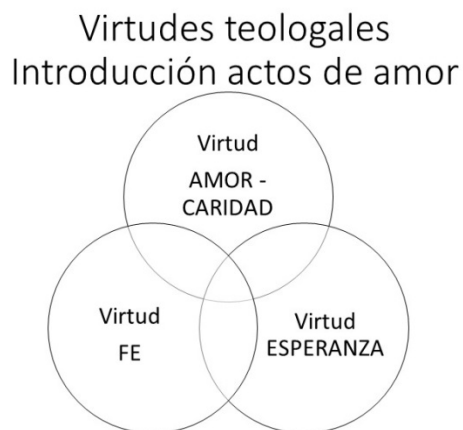 Virtudes teologales
Introducción actos de amor
Virtud
AMOR -
CARIDAD
Virtud
FE
Virtud
ESPERANZA